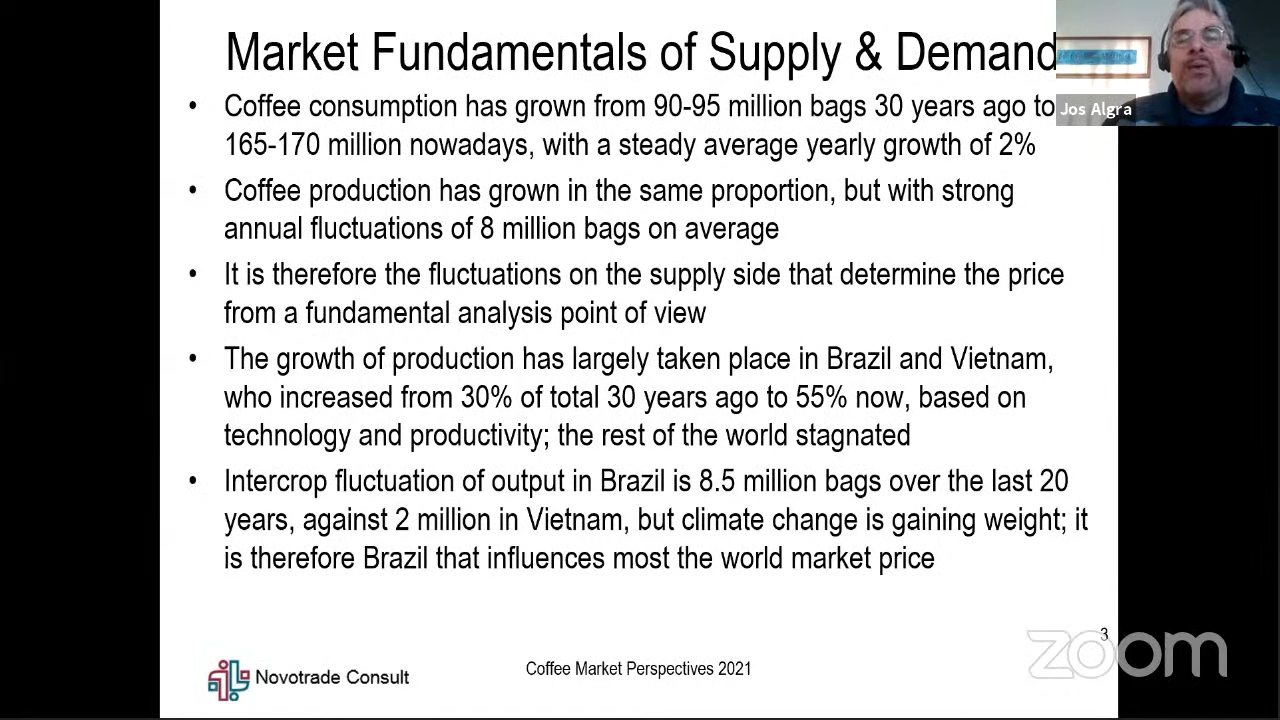 Market Fundamentals of Supply & Demand
Jos Algra
• Coffee consumption has grown from 90-95 million bags 30 years ago to
165-170 million nowadays, with a steady average yearly growth of 2%
• Coffee production has grown in the same proportion, but with strong
annual fluctuations of 8 million bags on average
• It is therefore the fluctuations on the supply side that determine the price
from a fundamental analysis point of view
• The growth of production has largely taken place in Brazil and Vietnam,
who increased from 30% of total 30 years ago to 55% now, based on
technology and productivity; the rest of the world stagnated
• Intercrop fluctuation of output in Brazil is 8.5 million bags over the last 20
years, against 2 million in Vietnam, but climate change is gaining weight; it
is therefore Brazil that influences most the world market price
3
zoom
Novotrade Consult
Coffee Market Perspectives 2021